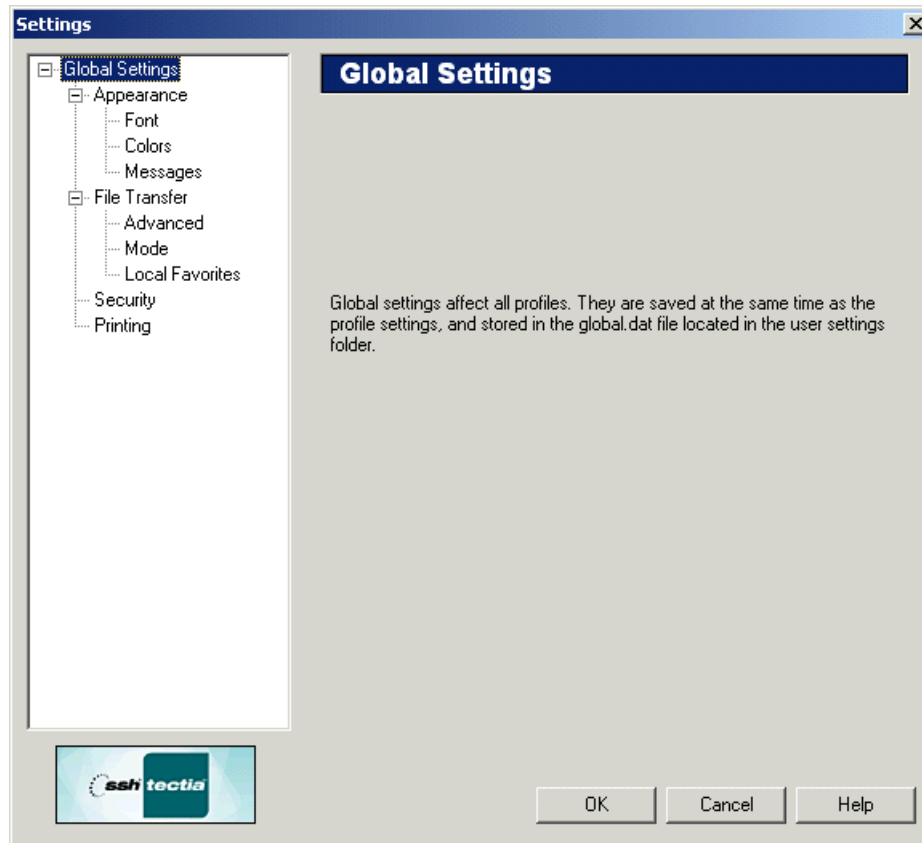 Settings
Global Settings
Appearance
Font
Colors
Messages
File Transfer
Advanced
Mode
Local Favorites
Security
Printing
Global Settings
Global settings affect all profiles. They are saved at the same time as the
profile settings, and stored in the global.dat file located in the user settings
folder.
ssh tectia
OK Cancel Help